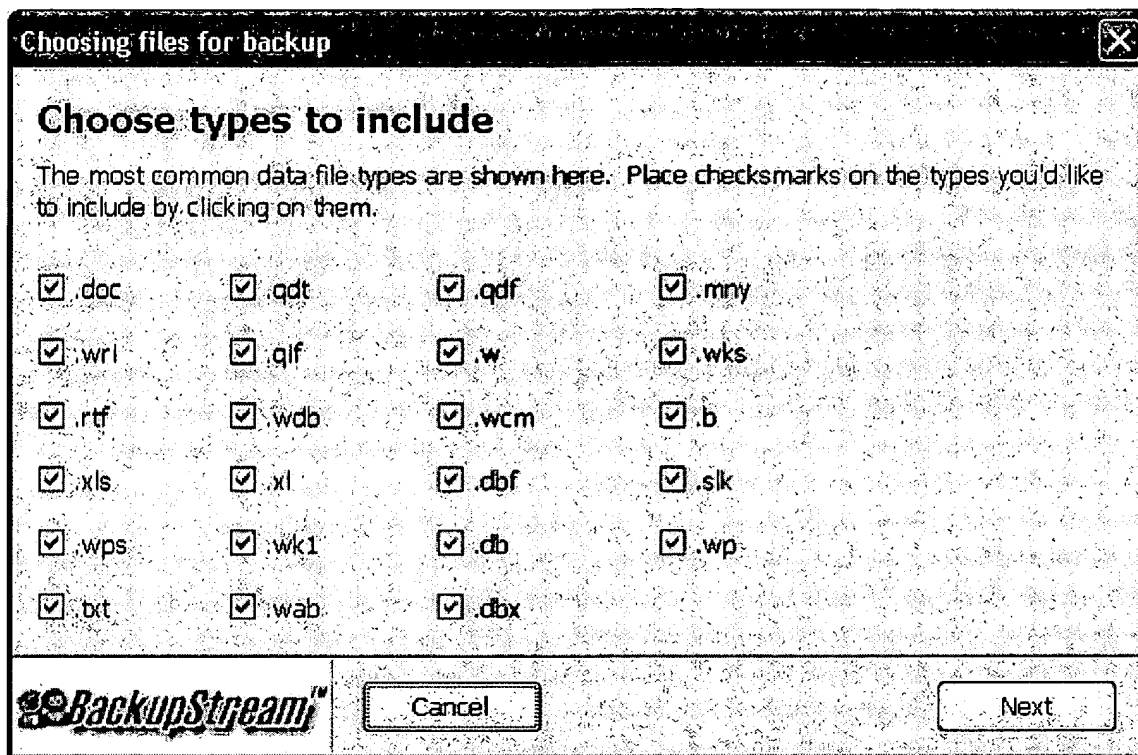 Choosing files for backup
Choose types to include
The most common data file types are shown here. Place checksmarks on the types you'd like
to include by clicking on them.
.doc .qdt .qdf .mny
.wri .qif .w .wks
.rtf .wdb .wcm .b
.xls .xl .dbf .slk
.wps .wk1 .db .wp
.txt .wab .dbx
BackupStream™ Cancel Next